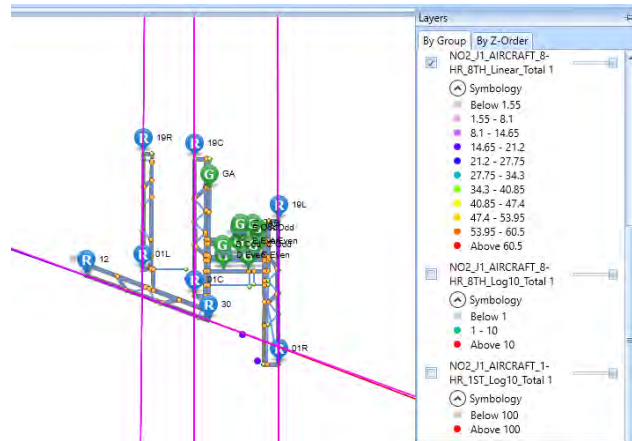 Layers
By Group By Z-Order
NO2_J1_AIRCRAFT_8-
HR_8TH_Linear_Total 1
Symbology
Below 1.55
1.55 - 8.1
8.1 - 14.65
14.65 - 21.2
21.2 - 27.75
27.75 - 34.3
34.3 - 40.85
40.85 - 47.4
47.4 - 53.95
53.95 - 60.5
Above 60.5
NO2_J1_AIRCRAFT_8-
HR_8TH_Log10_Total 1
Symbology
Below 1
1 - 10
Above 10
NO2_J1_AIRCRAFT_1-
HR_1ST_Log10_Total 1
Symbology
Below 100
Above 100
R 19R
R 19C
G GA
R 19L
G G
G G
R 12
R 01L
R 01C
R 30
R 01R